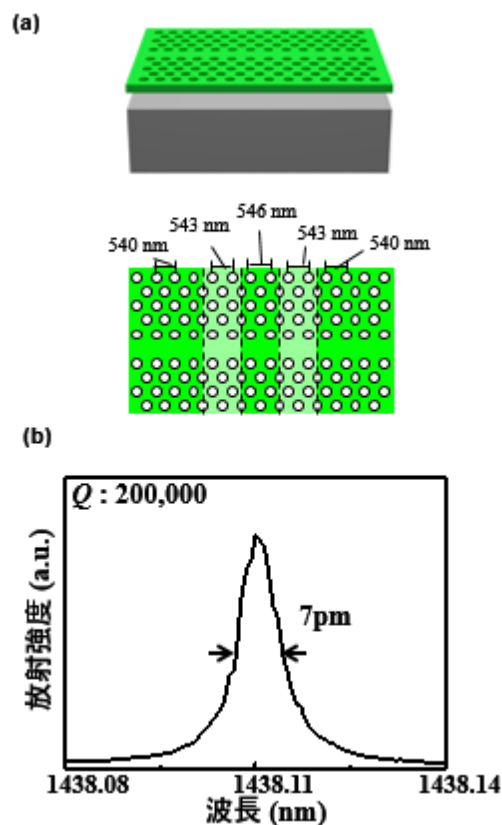 (a)
546 nm
543 nm
543 nm
540 nm
540 nm
(b)
Q : 200,000
放射強度 (a.u.)
7pm
1438.08
1438.11
1438.14
波長 (nm)